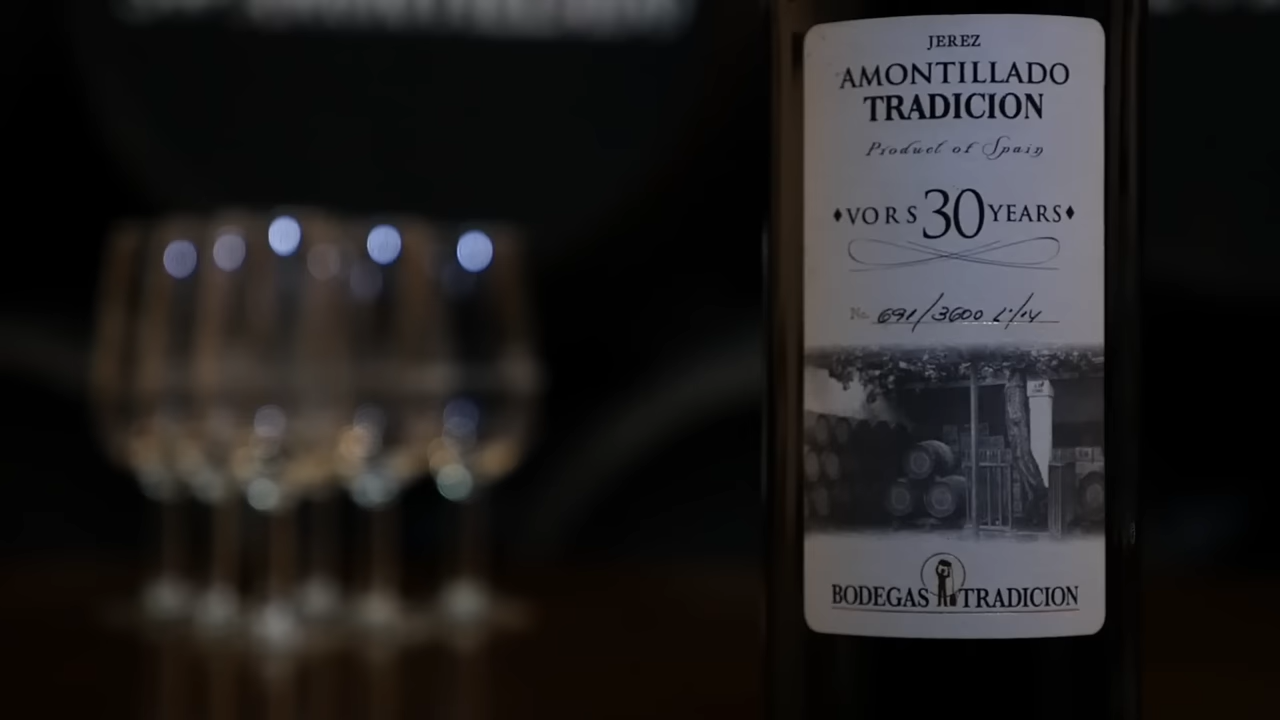 JEREZ
AMONTILLADO
TRADICION
Product of Spain
♦VORS 30 YEARS♦
No. 691/3600 L/14
BODEGAS TRADICION